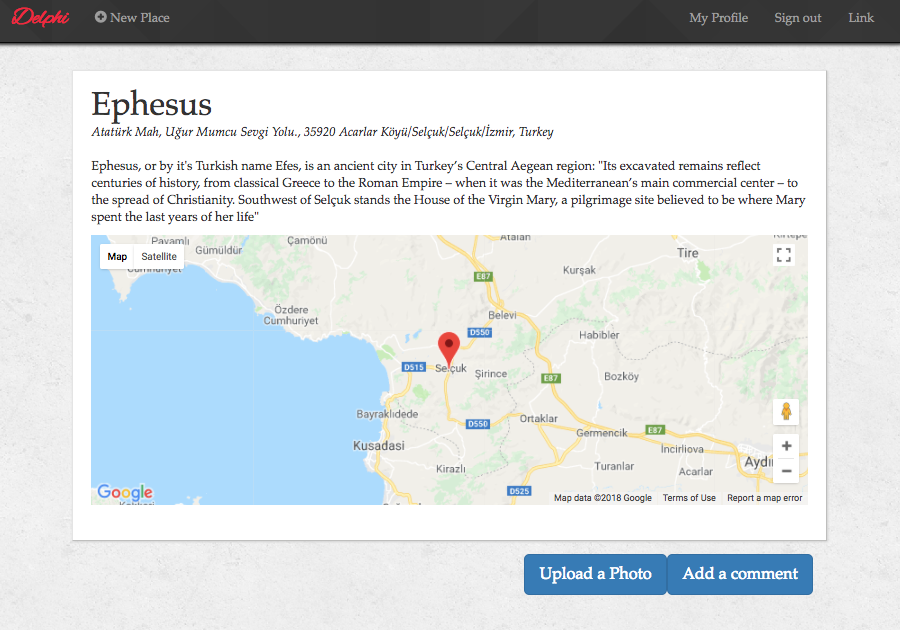 Delphi
New Place
My Profile
Sign out
Link
Ephesus
Atatürk Mah, Uğur Mumcu Sevgi Yolu., 35920 Acarlar Köyü/Selçuk/Selçuk/İzmir, Turkey
Ephesus, or by it's Turkish name Efes, is an ancient city in Turkey’s Central Aegean region: "Its excavated remains reflect
centuries of history, from classical Greece to the Roman Empire – when it was the Mediterranean’s main commercial center – to
the spread of Christianity. Southwest of Selçuk stands the House of the Virgin Mary, a pilgrimage site believed to be where Mary
spent the last years of her life"
Payamlı
Çamönü
Atalan
Map
Satellite
Gümüldür
Tire
Cumhuriyet
Kurşak
E87
Özdere
Cumhuriyet
Belevi
D550
Habibler
D515
Selçuk
Şirince
E87
Bozköy
Bayraklıdede
D550
Ortaklar
Germencik
E87
Kusadasi
İncirliova
Kirazlı
Turanlar
Acarlar
Aydı
D525
Google
Map data ©2018 Google
Terms of Use
Report a map error
Upload a Photo
Add a comment